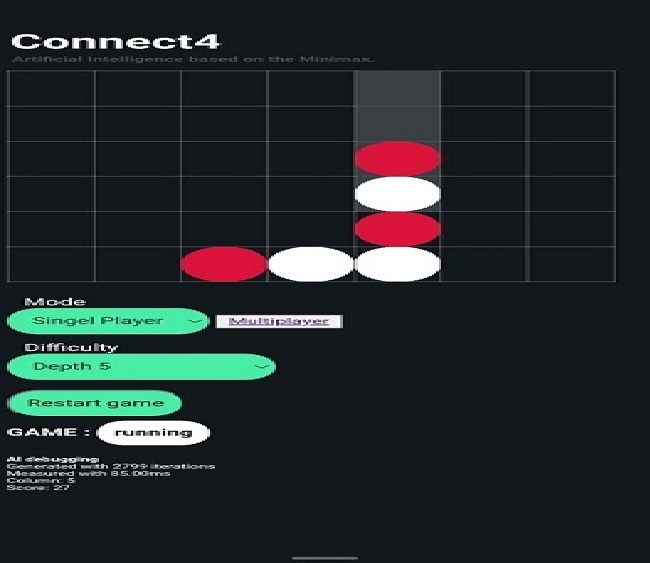 Connect4
Artificial Intelligence based on the Minimax.
Mode
Singel Player
Multiplayer
Difficulty
Depth 5
Restart game
GAME : running
AI debugging
Generated with 2799 iterations
Measured with 85.00ms
Column: 5
Score: 27